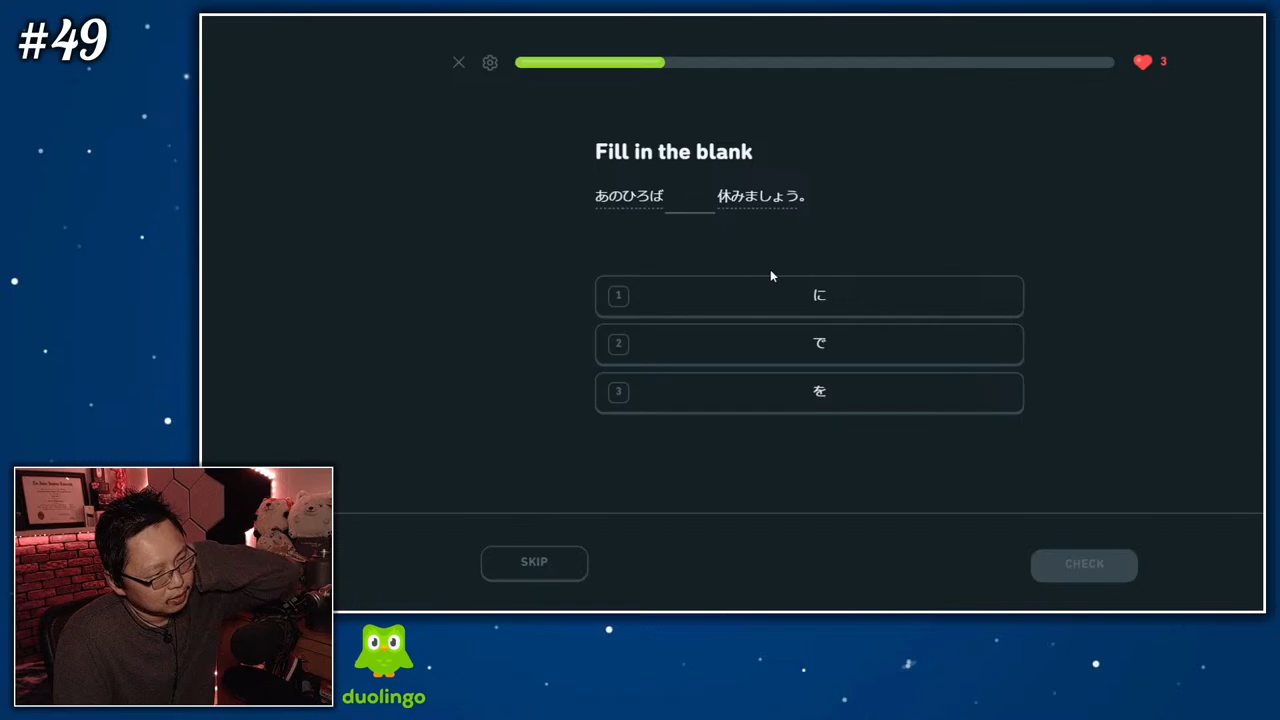 #49
3
Fill in the blank
あのひろば 休みましょう。
1 に
2 で
3 を
SKIP
CHECK
duolingo